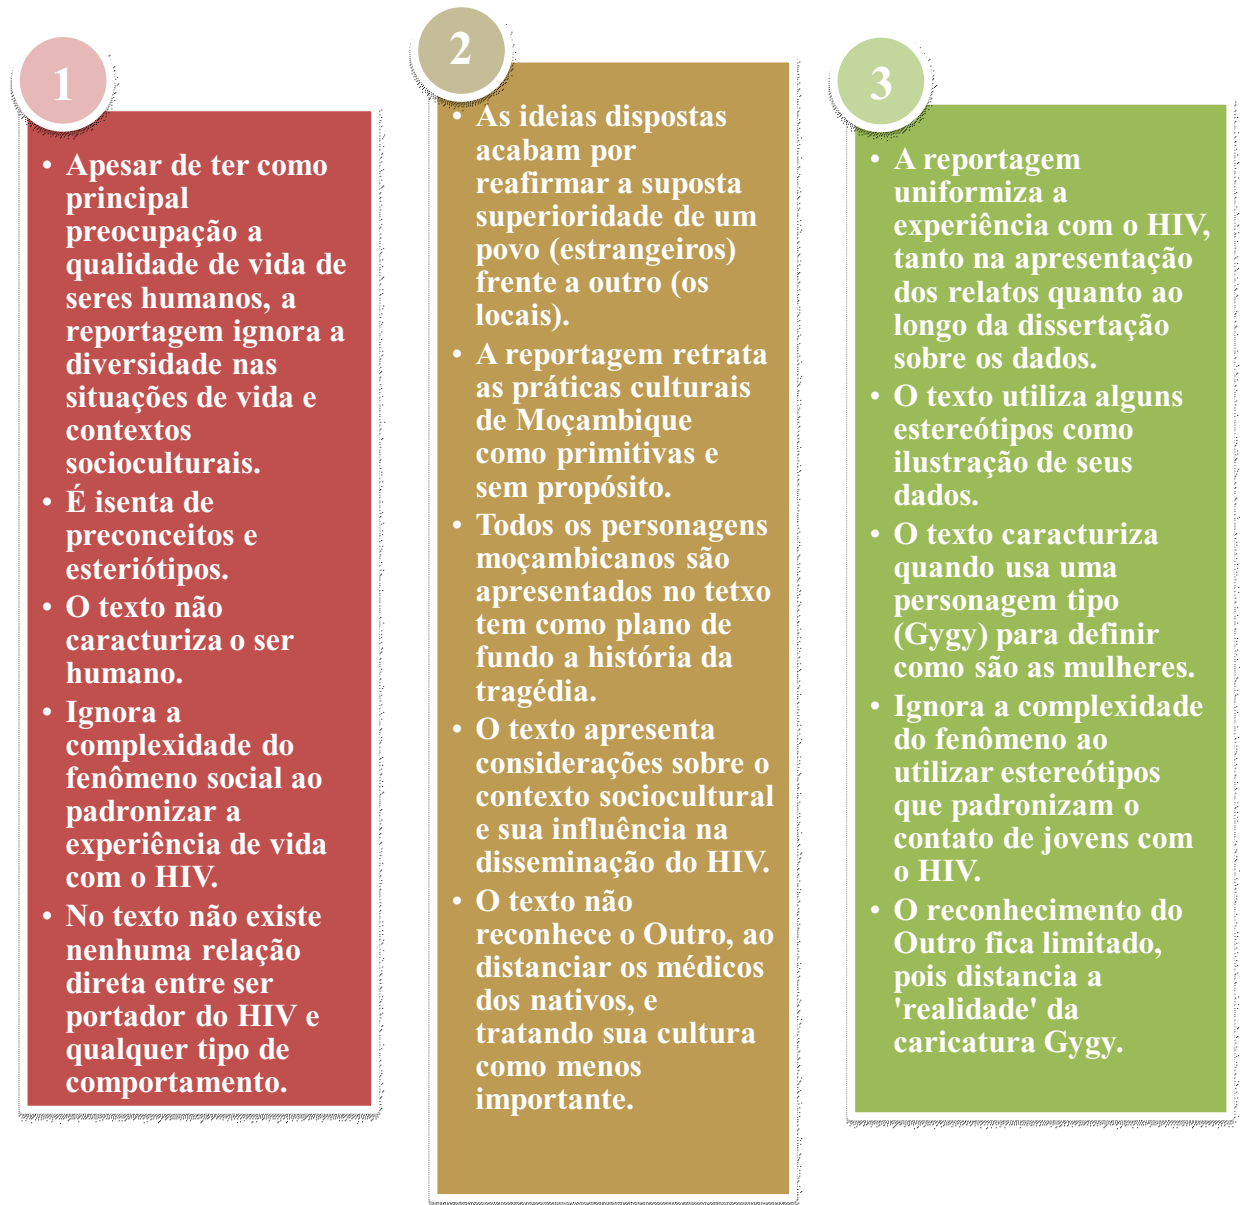 1
• Apesar de ter como
principal
preocupação a
qualidade de vida de
seres humanos, a
reportagem ignora a
diversidade nas
situações de vida e
contextos
socioculturais.
• É isenta de
preconceitos e
esteriótipos.
• O texto não
caracturiza o ser
humano.
• Ignora a
complexidade do
fenômeno social ao
padronizar a
experiência de vida
com o HIV.
• No texto não existe
nenhuma relação
direta entre ser
portador do HIV e
qualquer tipo de
comportamento.
2
• As ideias dispostas
acabam por
reafirmar a suposta
superioridade de um
povo (estrangeiros)
frente a outro (os
locais).
• A reportagem retrata
as práticas culturais
de Moçambique
como primitivas e
sem propósito.
• Todos os personagens
moçambicanos são
apresentados no tetxo
tem como plano de
fundo a história da
tragédia.
• O texto apresenta
considerações sobre o
contexto sociocultural
e sua influência na
disseminação do HIV.
• O texto não
reconhece o Outro, ao
distanciar os médicos
dos nativos, e
tratando sua cultura
como menos
importante.
3
• A reportagem
uniformiza a
experiência com o HIV,
tanto na apresentação
dos relatos quanto ao
longo da dissertação
sobre os dados.
• O texto utiliza alguns
estereótipos como
ilustração de seus
dados.
• O texto caracturiza
quando usa uma
personagem tipo
(Gygy) para definir
como são as mulheres.
• Ignora a complexidade
do fenômeno ao
utilizar estereótipos
que padronizam o
contato de jovens com
o HIV.
• O reconhecimento do
Outro fica limitado,
pois distancia a
'realidade' da
caricatura Gygy.